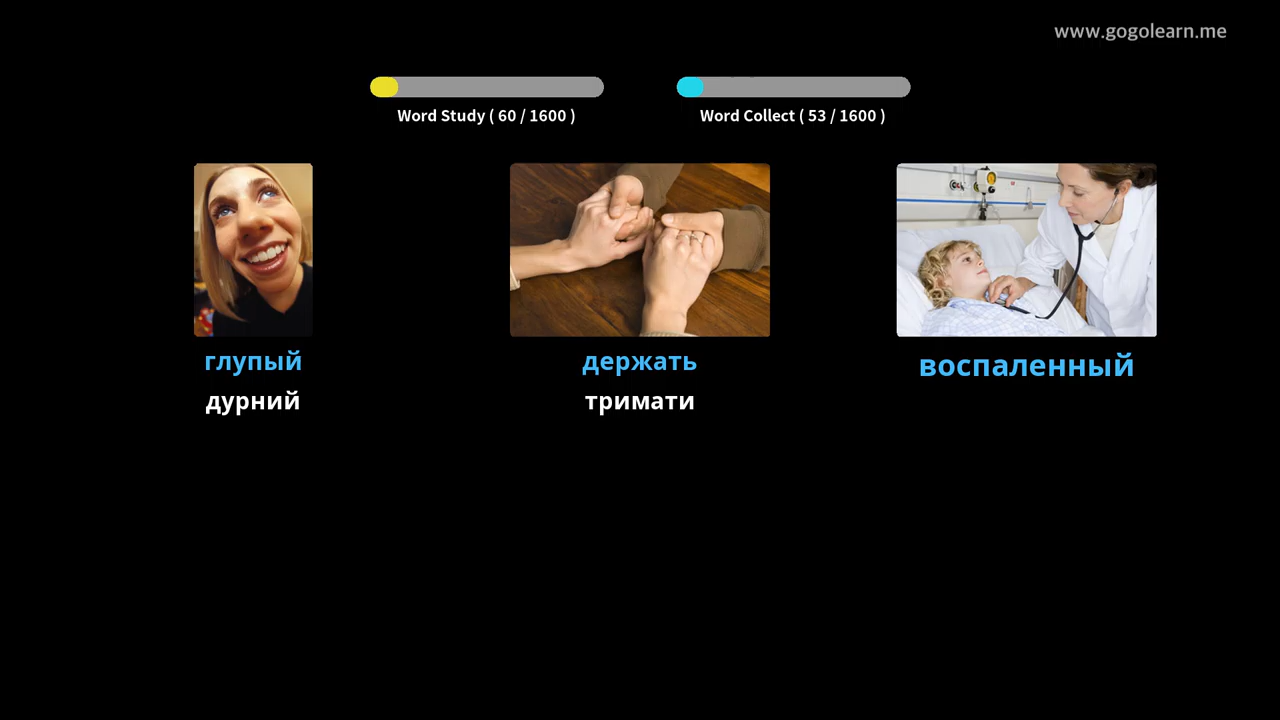 www.gogolearn.me
Word Study ( 60 / 1600 )
Word Collect ( 53 / 1600 )
глупый
дурний
держать
тримати
воспаленный